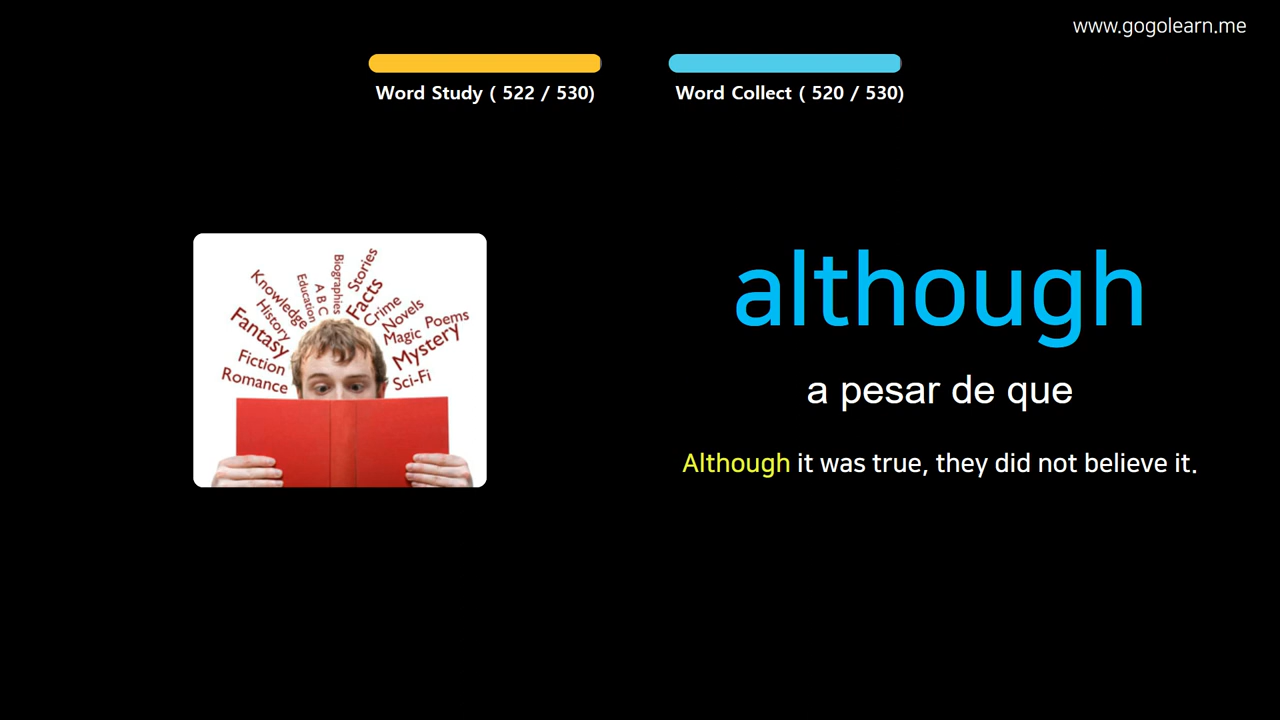 www.gogolearn.me
Word Study ( 522 / 530)
Word Collect ( 520 / 530)
although
a pesar de que
Although it was true, they did not believe it.
Knowledge
History
Fantasy
Fiction
Romance
Education
A B C
Biographies
Stories
Facts
Crime
Novels
Magic
Poems
Mystery
Sci-Fi